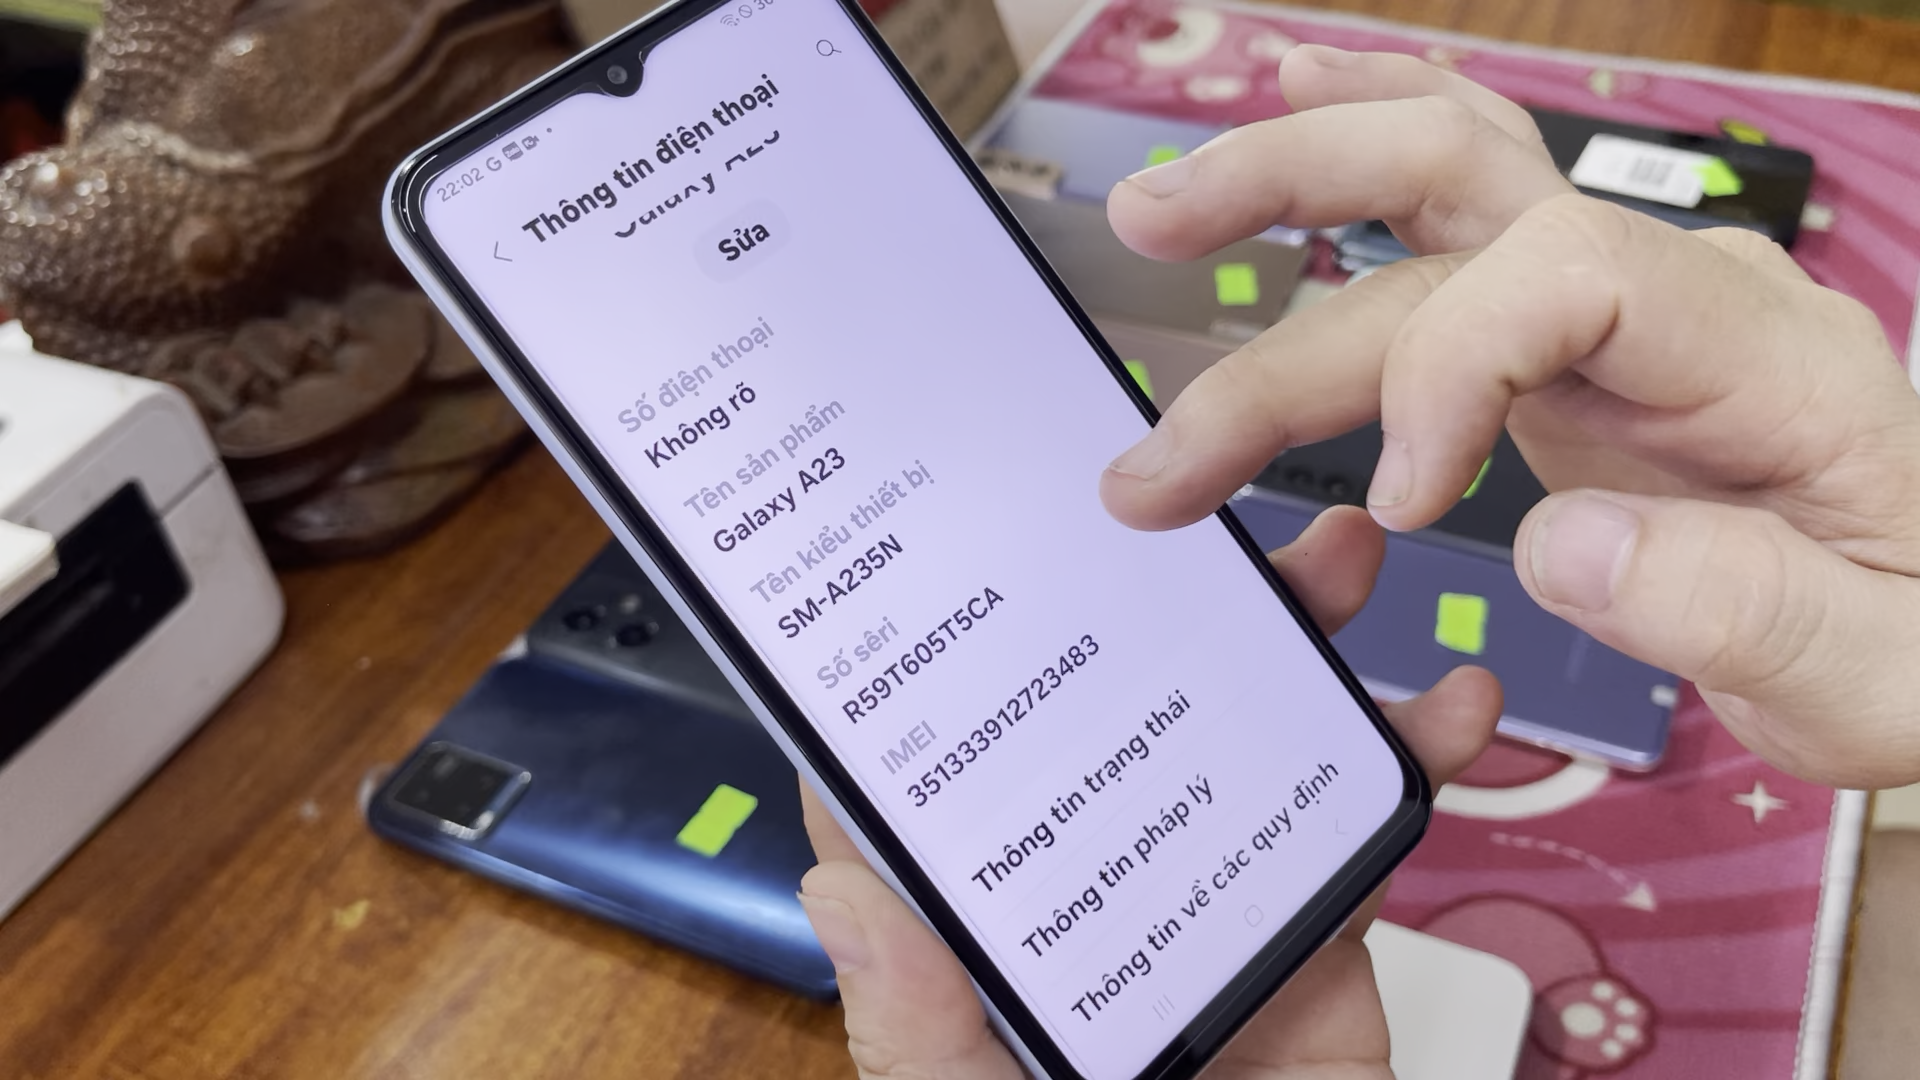 22:02 G
Thông tin điện thoại
Galaxy A23
Sửa
Số điện thoại
Không rõ
Tên sản phẩm
Galaxy A23
Tên kiểu thiết bị
SM-A235N
Số sêri
R59T605T5CA
IMEI
351333912723483
Thông tin trạng thái
Thông tin pháp lý
Thông tin về các quy định